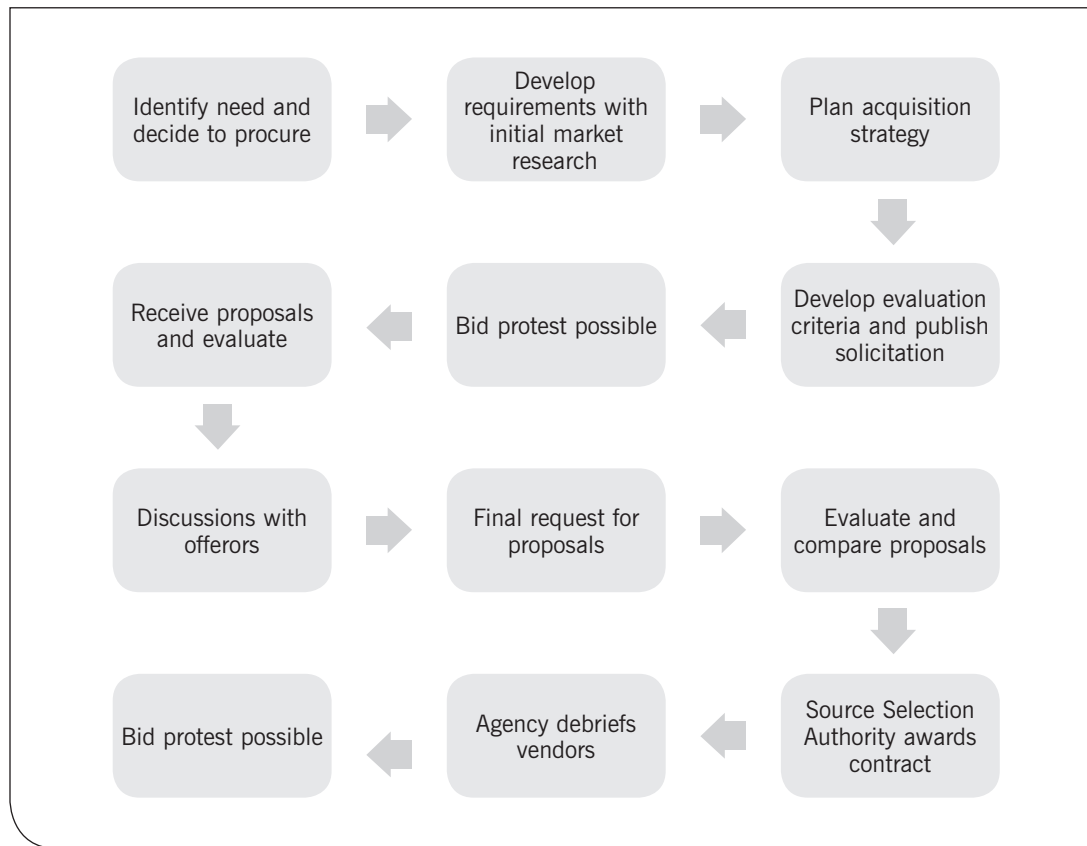 Identify need and
decide to procure
Develop
requirements with
initial market
research
Plan acquisition
strategy
Develop evaluation
criteria and publish
solicitation
Bid protest possible
Receive proposals
and evaluate
Discussions with
offerors
Final request for
proposals
Evaluate and
compare proposals
Source Selection
Authority awards
contract
Agency debriefs
vendors
Bid protest possible